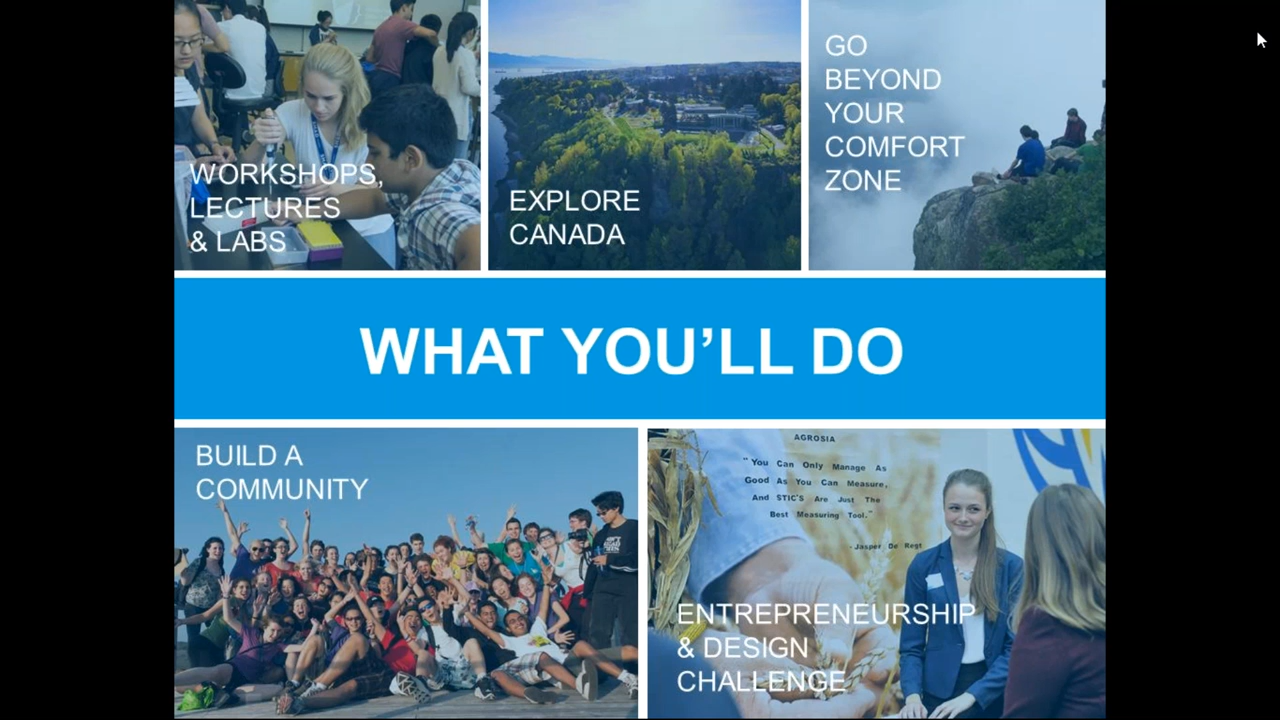 WORKSHOPS,
LECTURES
& LABS
EXPLORE
CANADA
GO
BEYOND
YOUR
COMFORT
ZONE
WHAT YOU’LL DO
BUILD A
COMMUNITY
AGROSIA
"You Can Only Manage As
Good As You Can Measure,
And STIC'S Are Just The
Best Measuring Tool."
-Jasper De Regt
ENTREPRENEURSHIP
& DESIGN
CHALLENGE